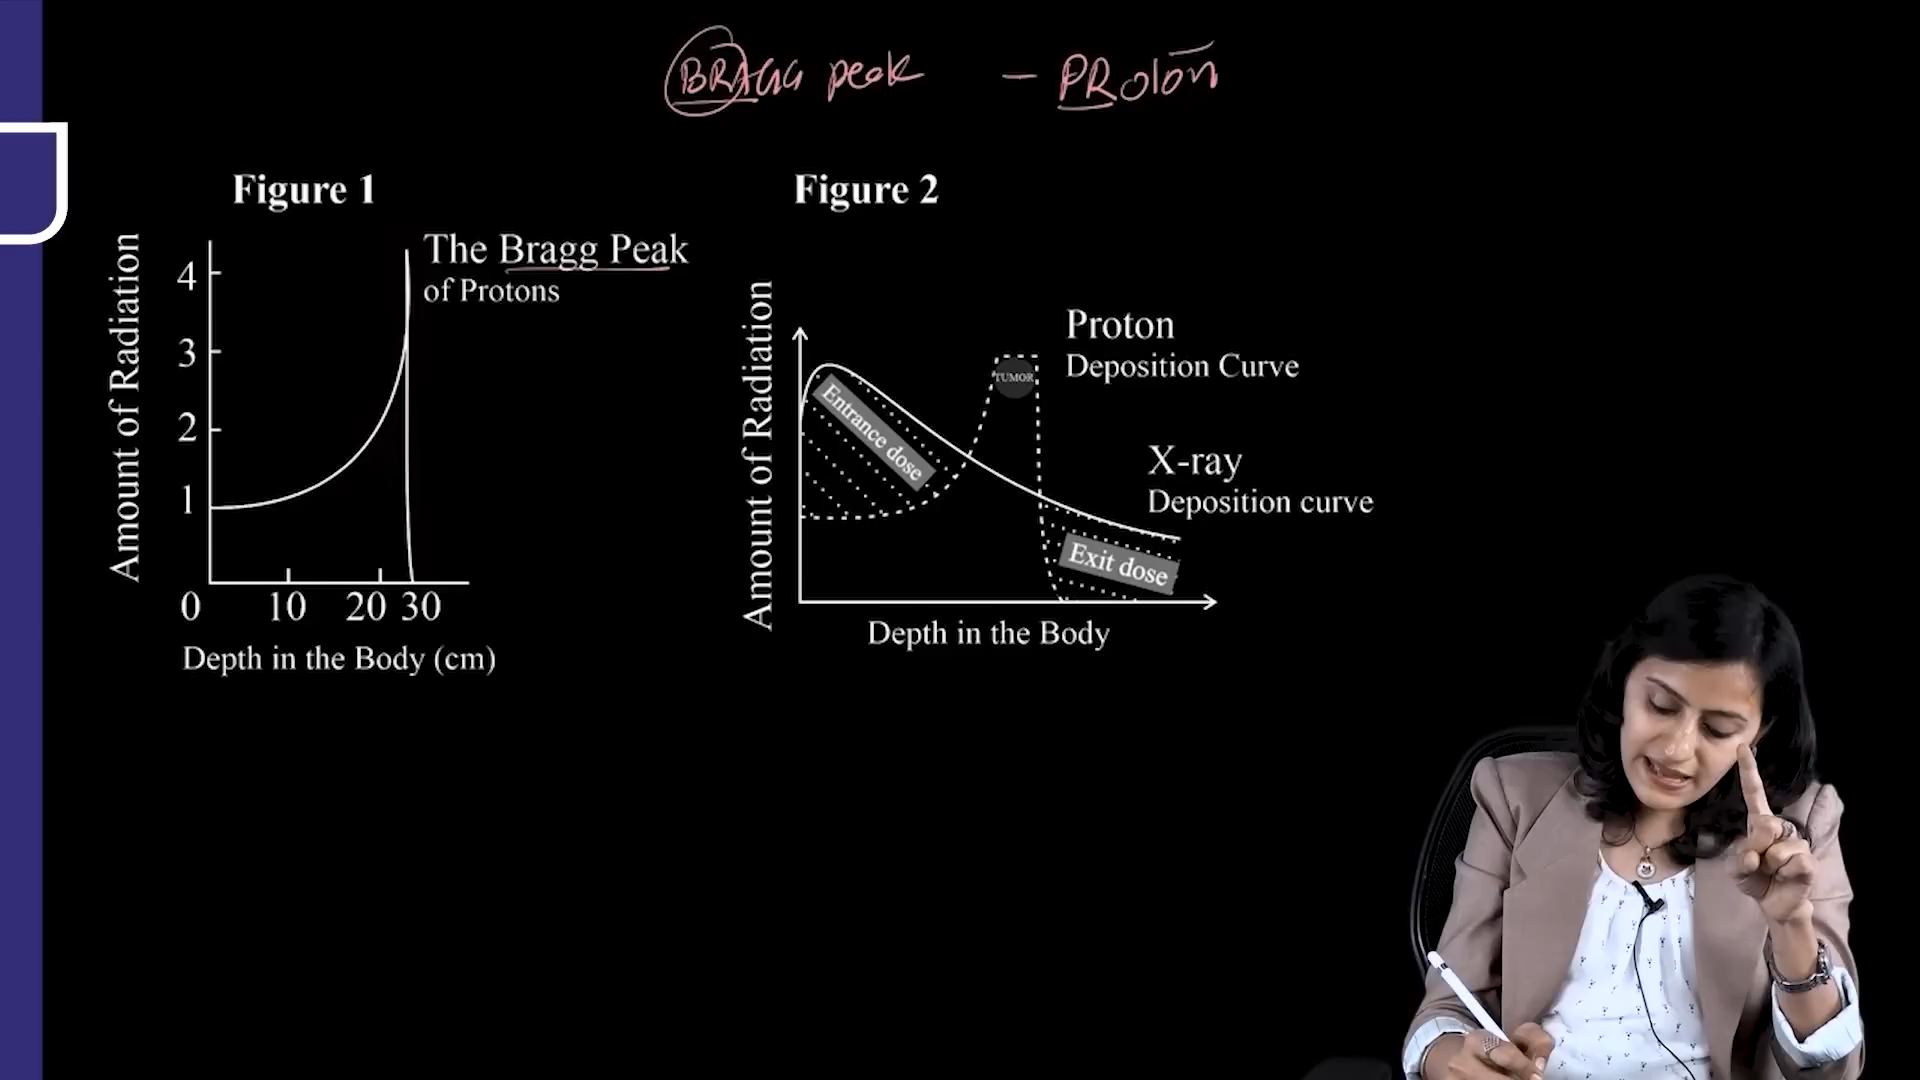 BRAGG peak – PRoton
Figure 1
Amount of Radiation
4
3
2
1
0
10
20
30
Depth in the Body (cm)
The Bragg Peak
of Protons
Figure 2
Amount of Radiation
Entrance dose
TUMOR
Proton
Deposition Curve
X-ray
Deposition curve
Exit dose
Depth in the Body